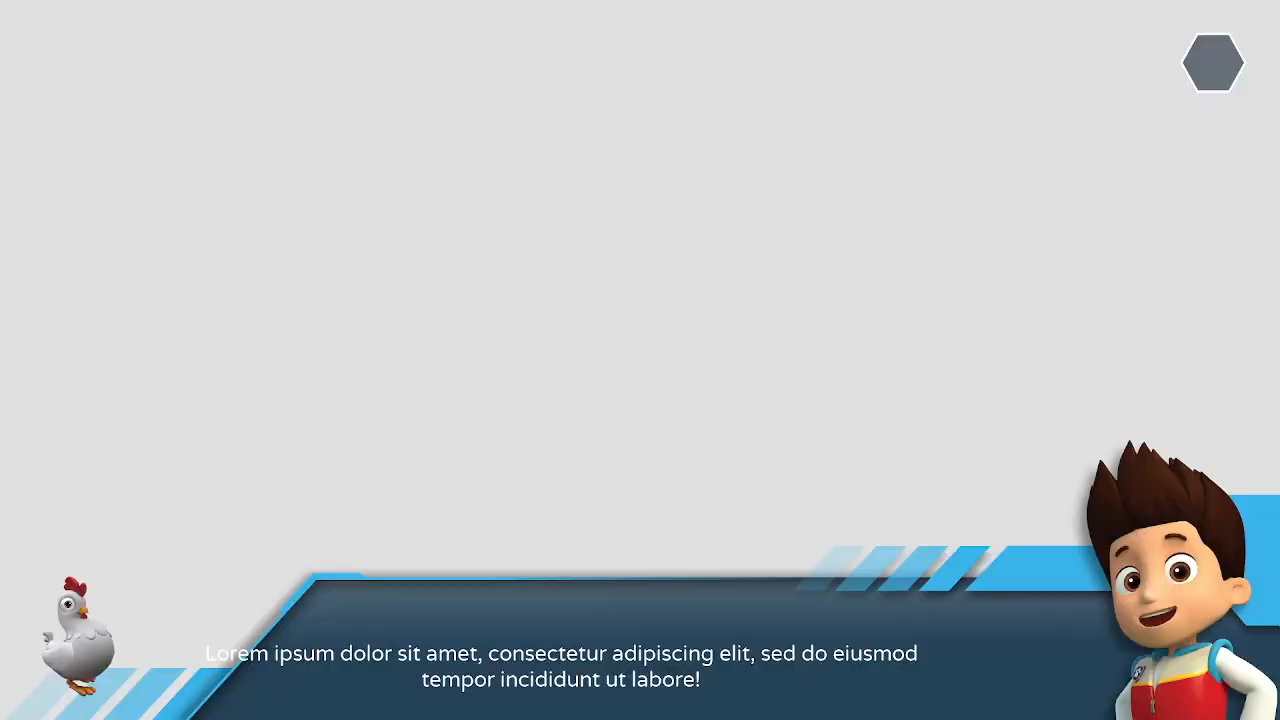 Lorem ipsum dolor sit amet, consectetur adipiscing elit, sed do eiusmod
tempor incididunt ut labore!